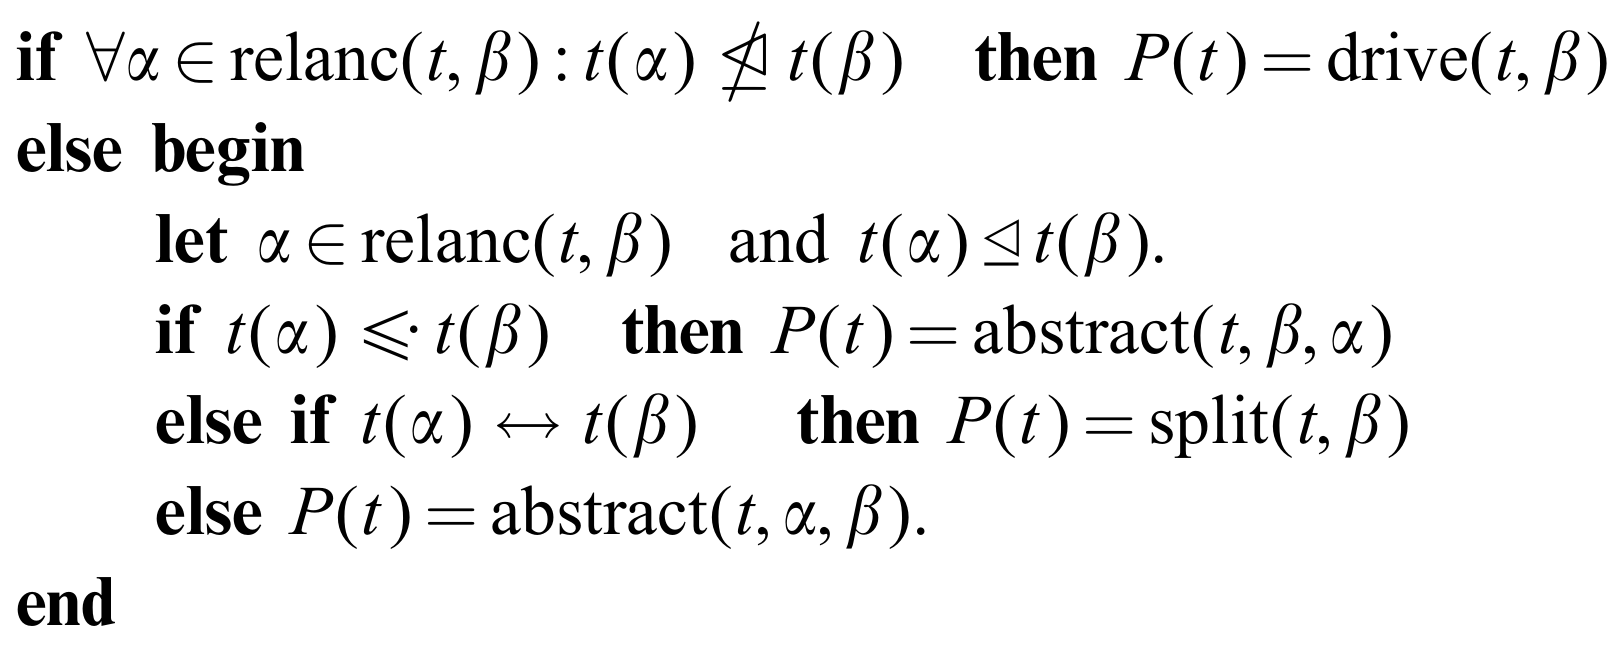 if ∀α ∈ relanc(t, β) : t(α) ⋬ t(β) then P(t) = drive(t, β)
else begin
let α ∈ relanc(t, β) and t(α) ⊴ t(β).
if t(α) ⩽· t(β) then P(t) = abstract(t, β, α)
else if t(α) ↔ t(β) then P(t) = split(t, β)
else P(t) = abstract(t, α, β).
end